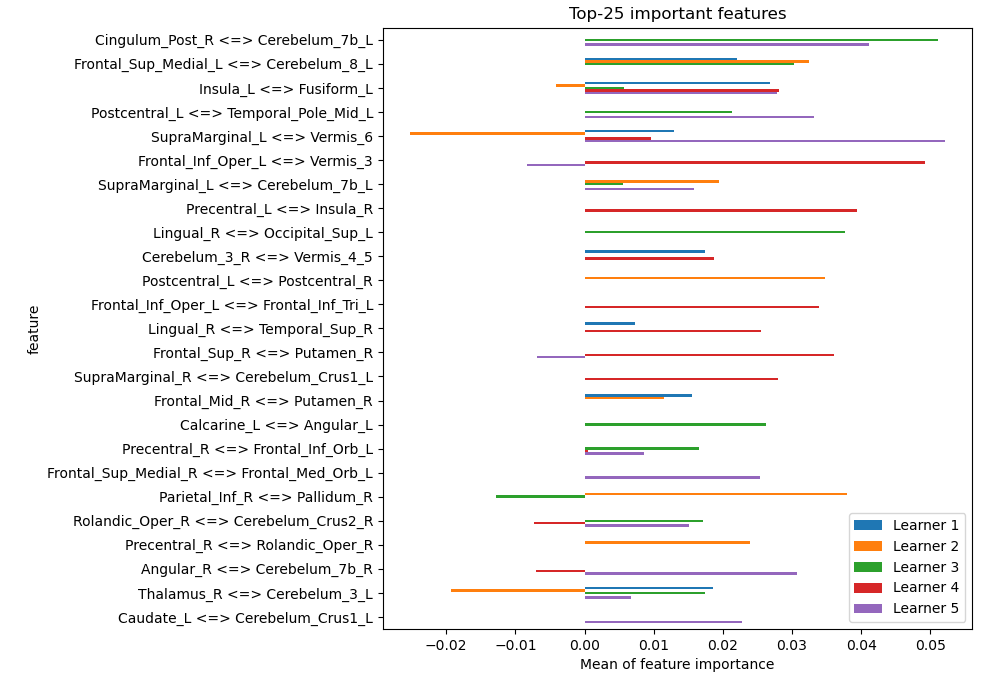 Top-25 important features
Cingulum_Post_R <=> Cerebelum_7b_L
Frontal_Sup_Medial_L <=> Cerebelum_8_L
Insula_L <=> Fusiform_L
Postcentral_L <=> Temporal_Pole_Mid_L
SupraMarginal_L <=> Vermis_6
Frontal_Inf_Oper_L <=> Vermis_3
SupraMarginal_L <=> Cerebelum_7b_L
Precentral_L <=> Insula_R
Lingual_R <=> Occipital_Sup_L
Cerebelum_3_R <=> Vermis_4_5
Postcentral_L <=> Postcentral_R
Frontal_Inf_Oper_L <=> Frontal_Inf_Tri_L
Lingual_R <=> Temporal_Sup_R
Frontal_Sup_R <=> Putamen_R
SupraMarginal_R <=> Cerebelum_Crus1_L
Frontal_Mid_R <=> Putamen_R
Calcarine_L <=> Angular_L
Precentral_R <=> Frontal_Inf_Orb_L
Frontal_Sup_Medial_R <=> Frontal_Med_Orb_L
Parietal_Inf_R <=> Pallidum_R
Rolandic_Oper_R <=> Cerebelum_Crus2_R
Precentral_R <=> Rolandic_Oper_R
Angular_R <=> Cerebelum_7b_R
Thalamus_R <=> Cerebelum_3_L
Caudate_L <=> Cerebelum_Crus1_L
feature
Learner 1
Learner 2
Learner 3
Learner 4
Learner 5
−0.02 −0.01 0.00 0.01 0.02 0.03 0.04 0.05
Mean of feature importance